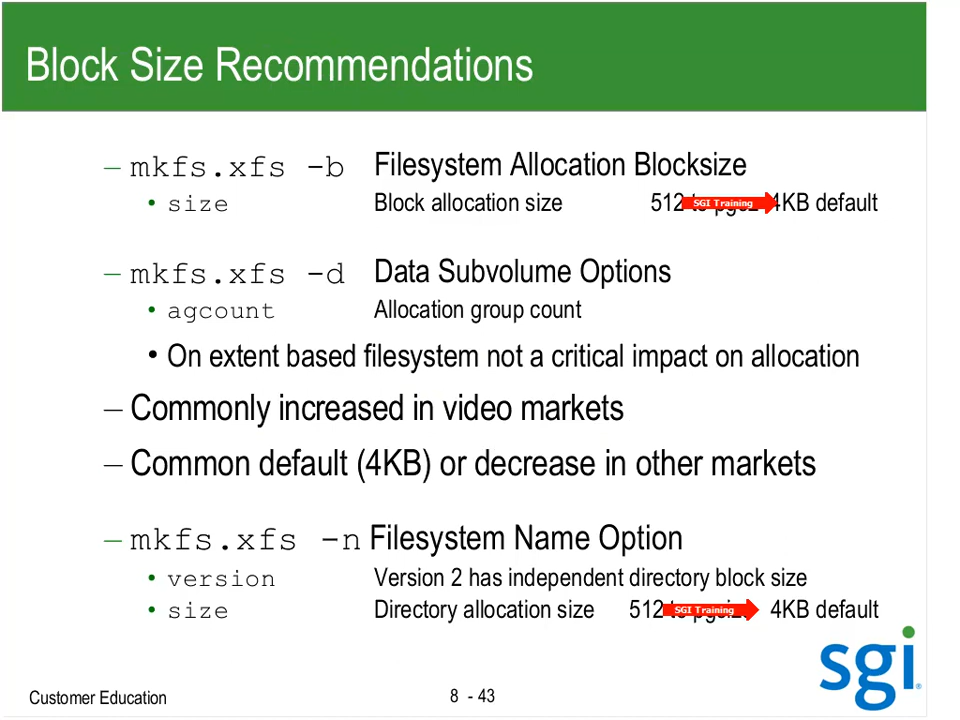 Block Size Recommendations
– mkfs.xfs -b Filesystem Allocation Blocksize
• size Block allocation size 512 SGI Training 4KB default
– mkfs.xfs -d Data Subvolume Options
• agcount Allocation group count
• On extent based filesystem not a critical impact on allocation
– Commonly increased in video markets
– Common default (4KB) or decrease in other markets
– mkfs.xfs -n Filesystem Name Option
• version Version 2 has independent directory block size
• size Directory allocation size 512 SGI Training 4KB default
sgi®
Customer Education 8 - 43